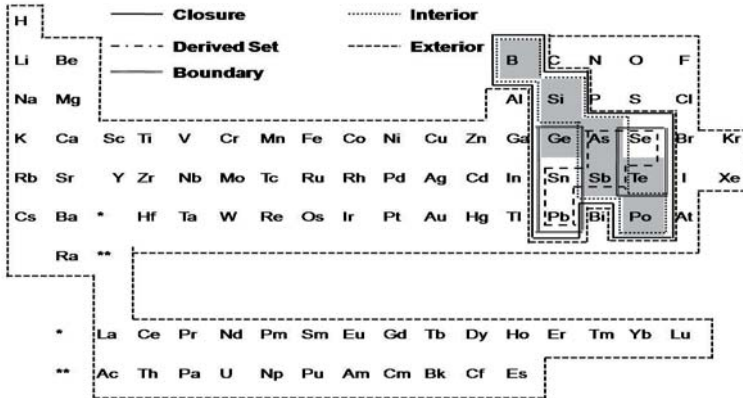 H Closure Interior
Derived Set Exterior
Li Be Boundary B C N O F
Na Mg Al Si P S Cl
K Ca Sc Ti V Cr Mn Fe Co Ni Cu Zn Ga Ge As Se Br Kr
Rb Sr Y Zr Nb Mo Tc Ru Rh Pd Ag Cd In Sn Sb Te I Xe
Cs Ba * Hf Ta W Re Os Ir Pt Au Hg Tl Pb Bi Po At
Ra **
* La Ce Pr Nd Pm Sm Eu Gd Tb Dy Ho Er Tm Yb Lu
** Ac Th Pa U Np Pu Am Cm Bk Cf Es